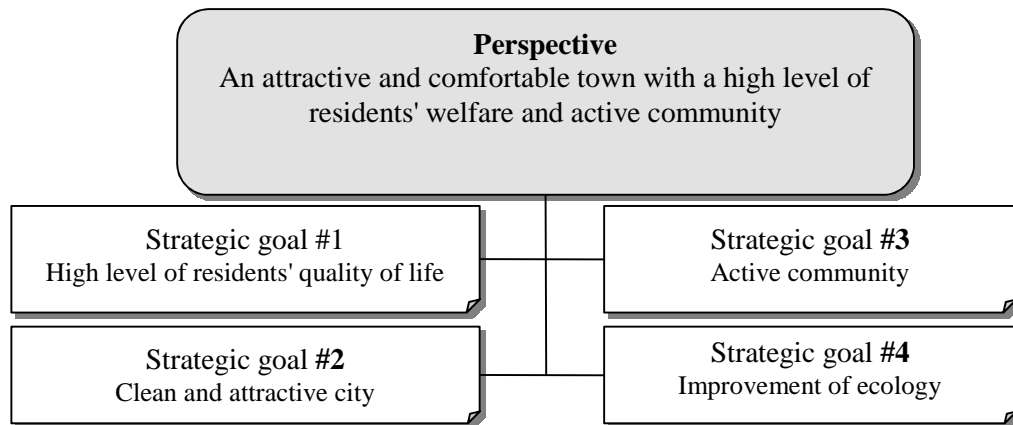 Perspective
An attractive and comfortable town with a high level of
residents' welfare and active community
Strategic goal #1
High level of residents' quality of life
Strategic goal #2
Clean and attractive city
Strategic goal #3
Active community
Strategic goal #4
Improvement of ecology